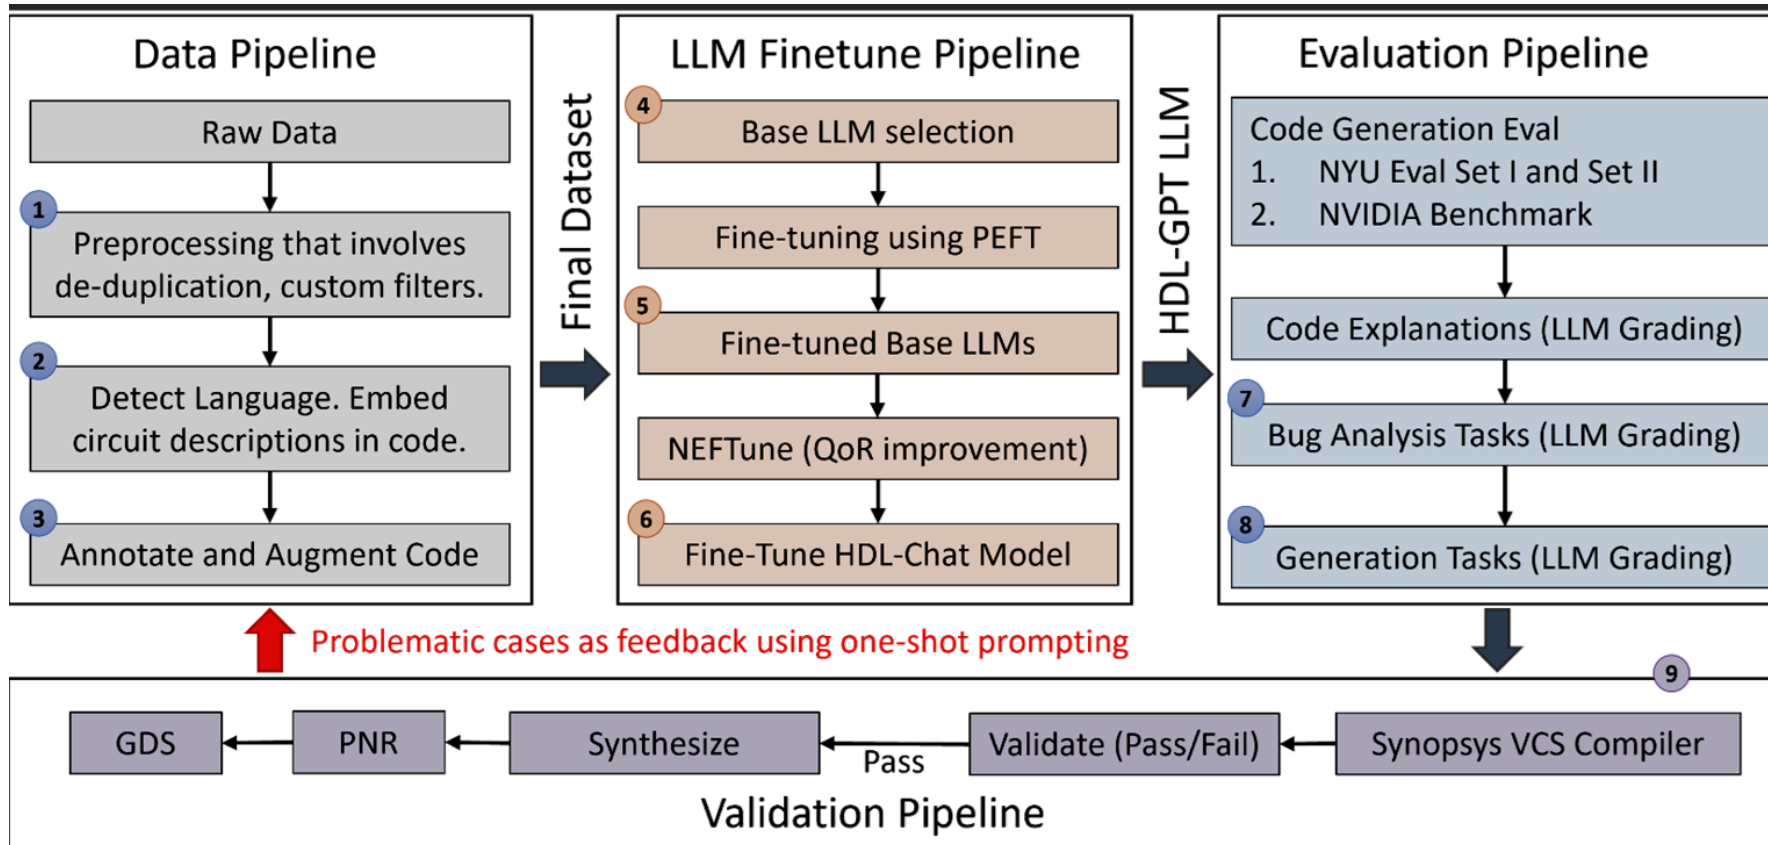 Data Pipeline
Raw Data
1
Preprocessing that involves
de-duplication, custom filters.
2
Detect Language. Embed
circuit descriptions in code.
3
Annotate and Augment Code
Final Dataset
LLM Finetune Pipeline
4
Base LLM selection
Fine-tuning using PEFT
5
Fine-tuned Base LLMs
NEFTune (QoR improvement)
6
Fine-Tune HDL-Chat Model
HDL-GPT LLM
Evaluation Pipeline
Code Generation Eval
1. NYU Eval Set I and Set II
2. NVIDIA Benchmark
Code Explanations (LLM Grading)
7
Bug Analysis Tasks (LLM Grading)
8
Generation Tasks (LLM Grading)
Problematic cases as feedback using one-shot prompting
9
GDS
PNR
Synthesize
Pass
Validate (Pass/Fail)
Synopsys VCS Compiler
Validation Pipeline